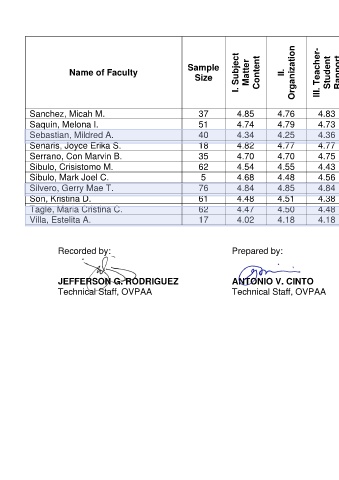 Name of Faculty Sample Size I. Subject Matter Content II. Organization III. Teacher-Student Rapport
Sanchez, Micah M. 37 4.85 4.76 4.83
Saquin, Melona I. 51 4.74 4.79 4.73
Sebastian, Mildred A. 40 4.34 4.25 4.36
Senaris, Joyce Erika S. 18 4.82 4.77 4.77
Serrano, Con Marvin B. 35 4.70 4.70 4.75
Sibulo, Crisistomo M. 62 4.54 4.55 4.43
Sibulo, Mark Joel C. 5 4.68 4.48 4.56
Silvero, Gerry Mae T. 76 4.84 4.85 4.84
Son, Kristina D. 61 4.48 4.51 4.38
Tagle, Maria Cristina C. 62 4.47 4.50 4.48
Villa, Estelita A. 17 4.02 4.18 4.18
Recorded by: Prepared by:
JEFFERSON G. RODRIGUEZ ANTONIO V. CINTO
Technical Staff, OVPAA Technical Staff, OVPAA